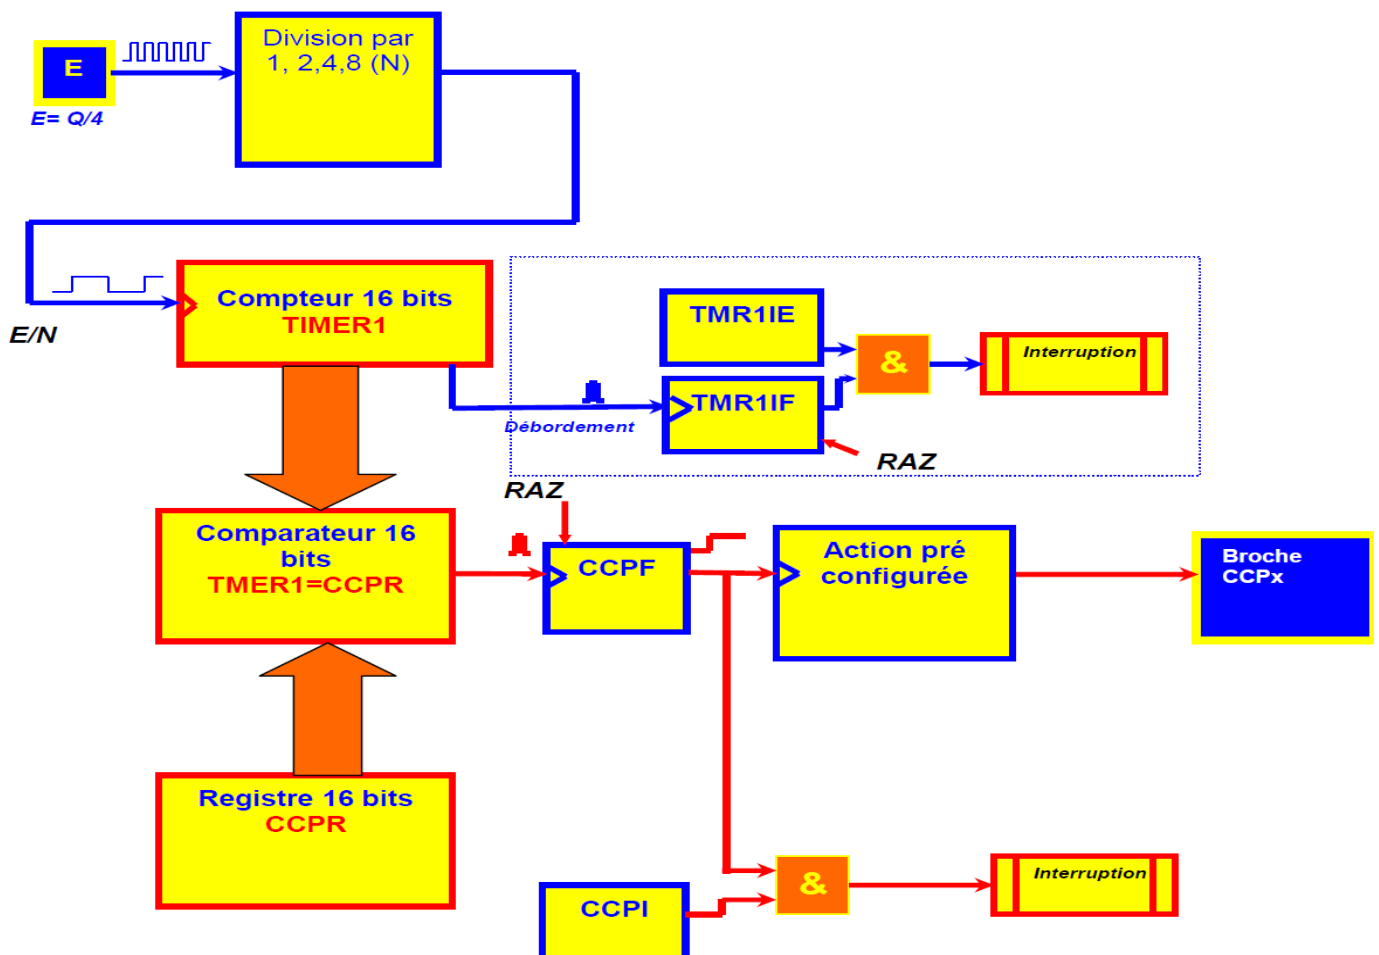 E
E= Q/4
Division par
1, 2,4,8 (N)
E/N
Compteur 16 bits
TIMER1
Débordement
TMR1IE
TMR1IF
&
Interruption
RAZ
RAZ
Comparateur 16
bits
TMER1=CCPR
CCPF
Action pré
configurée
Broche
CCPx
Registre 16 bits
CCPR
CCPI
&
Interruption